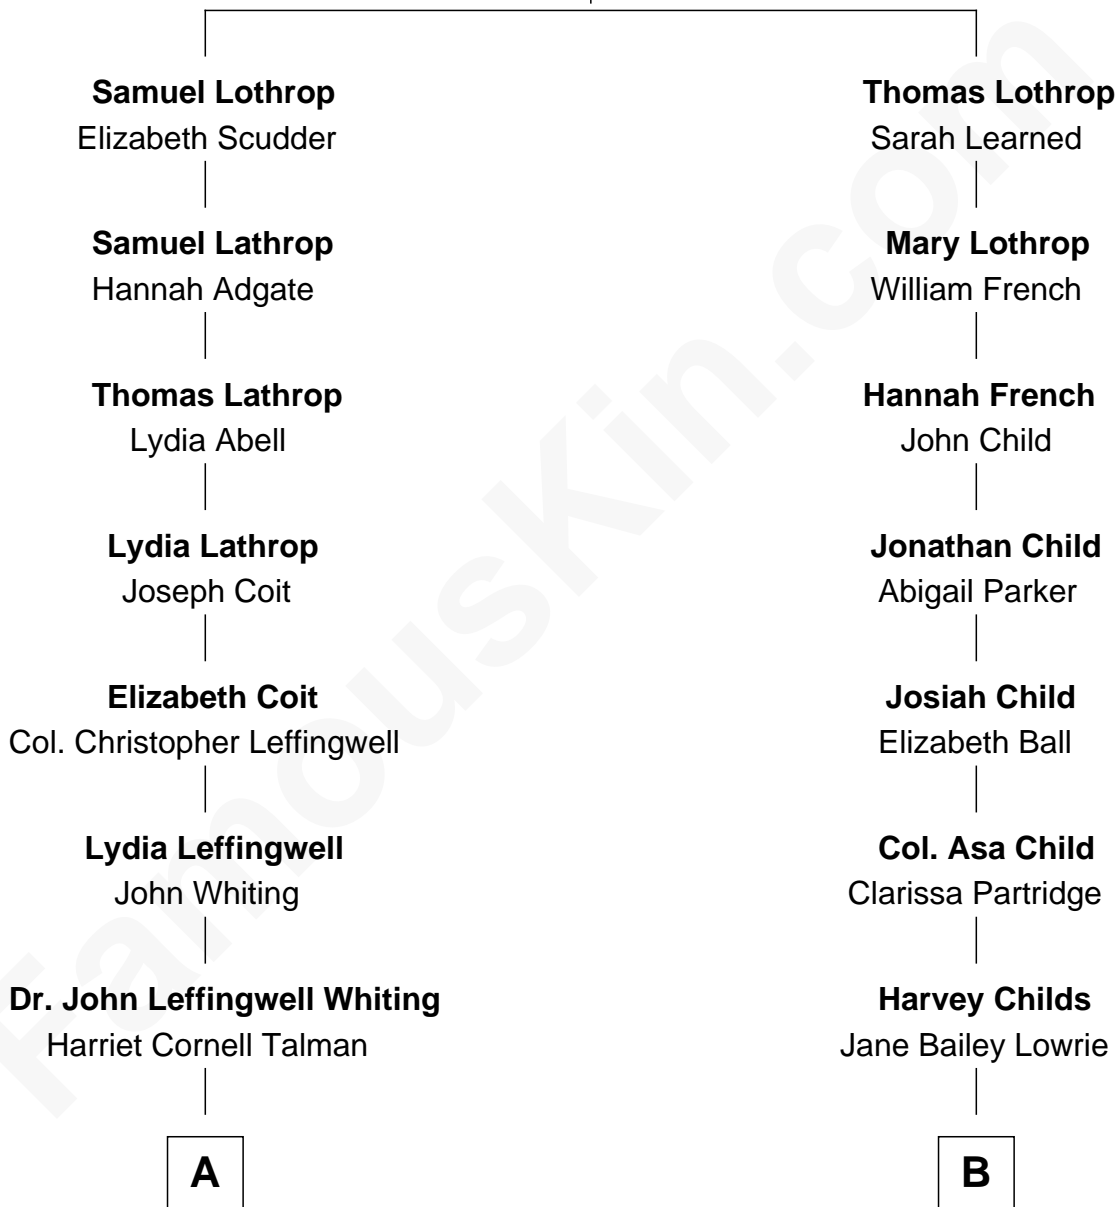 Samuel Lothrop
Elizabeth Scudder
Samuel Lathrop
Hannah Adgate
Thomas Lathrop
Lydia Abell
Lydia Lathrop
Joseph Coit
Elizabeth Coit
Col. Christopher Leffingwell
Lydia Leffingwell
John Whiting
Dr. John Leffingwell Whiting
Harriet Cornell Talman
A
Thomas Lothrop
Sarah Learned
Mary Lothrop
William French
Hannah French
John Child
Jonathan Child
Abigail Parker
Josiah Child
Elizabeth Ball
Col. Asa Child
Clarissa Partridge
Harvey Childs
Jane Bailey Lowrie
B
FamousKin.com